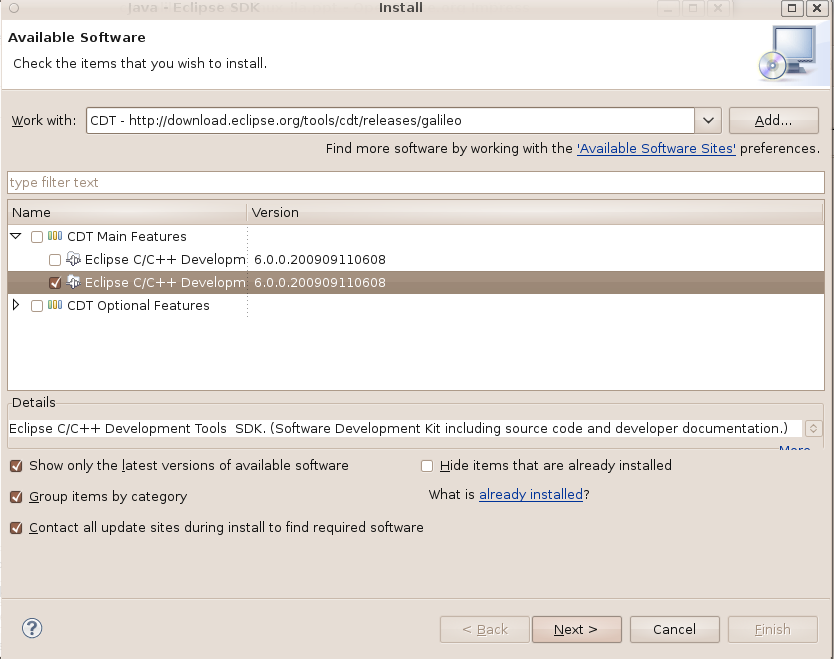 Java - Eclipse SDK
Install
Available Software
Check the items that you wish to install.
Work with: CDT - http://download.eclipse.org/tools/cdt/releases/galileo Add...
Find more software by working with the 'Available Software Sites' preferences.
type filter text
Name Version
CDT Main Features
Eclipse C/C++ Developm 6.0.0.200909110608
Eclipse C/C++ Developm 6.0.0.200909110608
CDT Optional Features
Details
Eclipse C/C++ Development Tools SDK. (Software Development Kit including source code and developer documentation.)
More
Show only the latest versions of available software Hide items that are already installed
Group items by category What is already installed?
Contact all update sites during install to find required software
? < Back Next > Cancel Finish